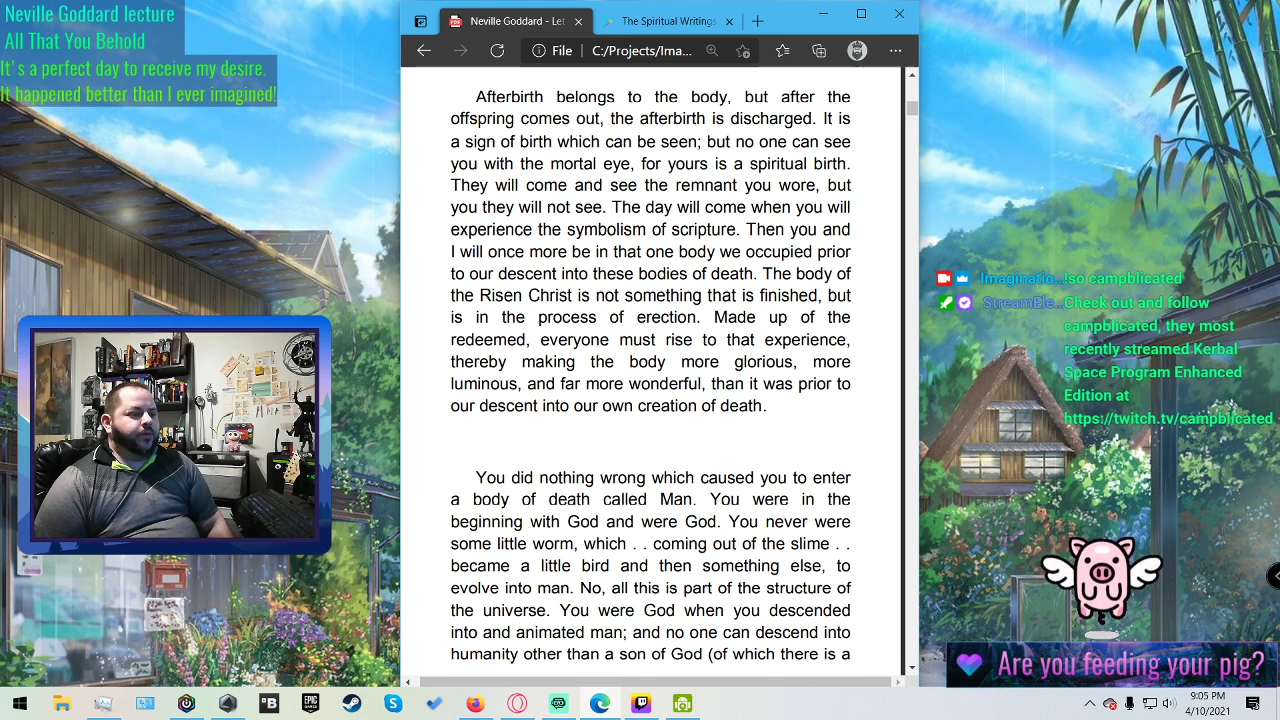 Neville Goddard lecture
All That You Behold
It's a perfect day to receive my desire.
It happened better than I ever imagined!
Neville Goddard - Let
The Spiritual Writings
File
C:/Projects/Ima...
Afterbirth belongs to the body, but after the
offspring comes out, the afterbirth is discharged. It is
a sign of birth which can be seen; but no one can see
you with the mortal eye, for yours is a spiritual birth.
They will come and see the remnant you wore, but
you they will not see. The day will come when you will
experience the symbolism of scripture. Then you and
I will once more be in that one body we occupied prior
to our descent into these bodies of death. The body of
the Risen Christ is not something that is finished, but
is in the process of erection. Made up of the
redeemed, everyone must rise to that experience,
thereby making the body more glorious, more
luminous, and far more wonderful, than it was prior to
our descent into our own creation of death.
You did nothing wrong which caused you to enter
a body of death called Man. You were in the
beginning with God and were God. You never were
some little worm, which . . coming out of the slime . .
became a little bird and then something else, to
evolve into man. No, all this is part of the structure of
the universe. You were God when you descended
into and animated man; and no one can descend into
humanity other than a son of God (of which there is a
Imaginatio... !so campblicated
StreamEle... Check out and follow
campblicated, they most
recently streamed Kerbal
Space Program Enhanced
Edition at
https://twitch.tv/campblicated
Are you feeding your pig?
B
EPIC GAMES
9:05 PM
4/10/2021